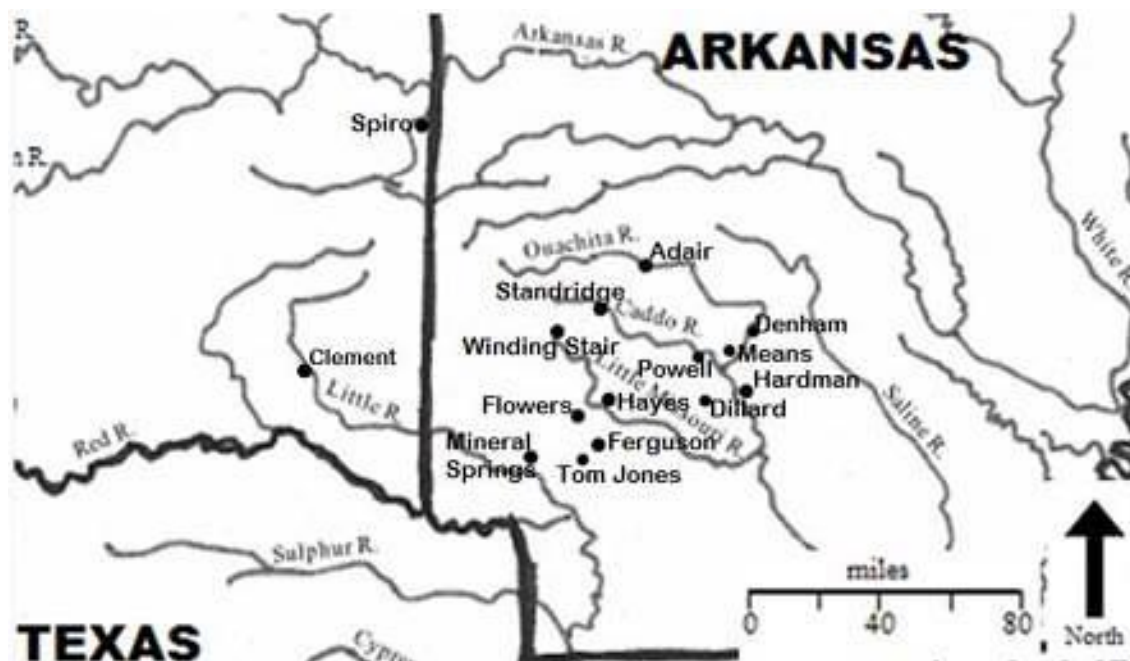 Arkansas R.
ARKANSAS
Spiro
White R.
Ouachita R.
Adair
Standridge
Caddo R.
Denham
Winding Stair
Means
Powell
Clement
Hardman
Little Missouri R.
Little R.
Flowers
Hayes
Dillard
Saline R.
Red R.
Mineral
Springs
Ferguson
Tom Jones
Sulphur R.
miles
0
40
80
North
TEXAS